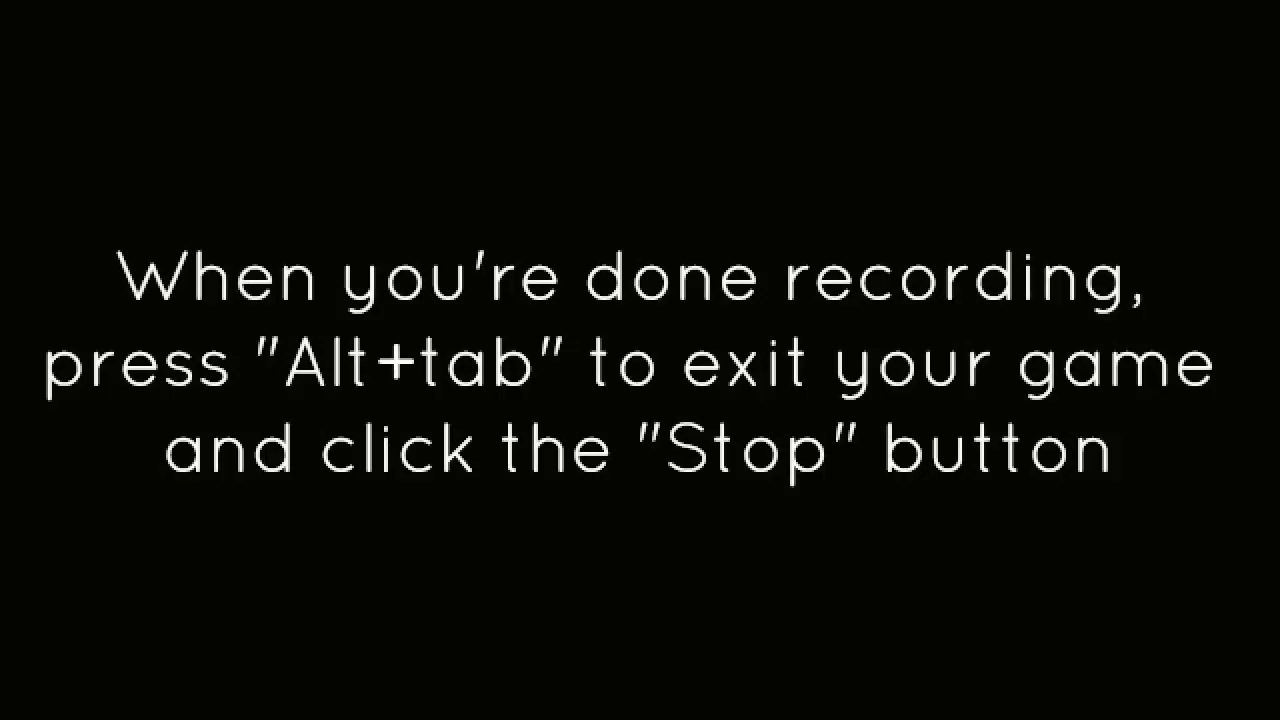 When you're done recording,
press "Alt+tab" to exit your game
and click the "Stop" button